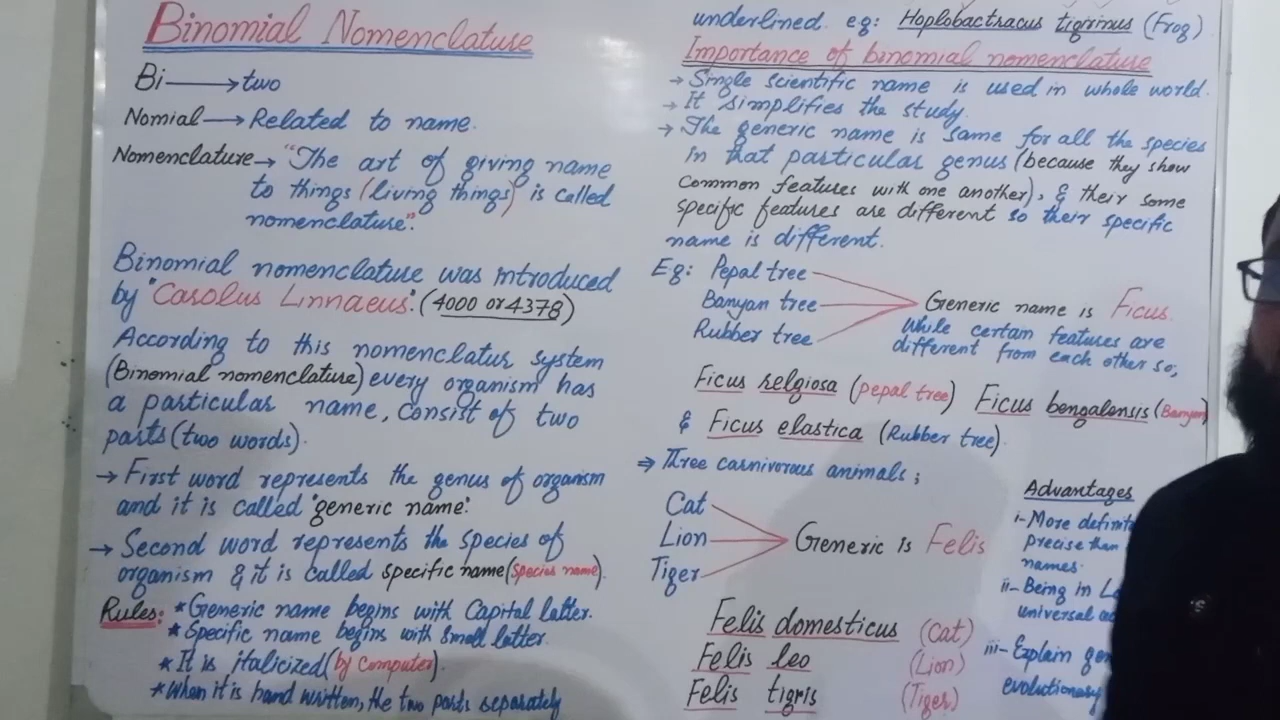 Binomial Nomenclature
Bi → two
Nomial → Related to name.
Nomenclature → "The art of giving name
to things (living things) is called
nomenclature."
Binomial nomenclature was introduced
by "Carolus Linnaeus". (4000 or 4378)
According to this nomenclatur system
(Binomial nomenclature) every organism has
a particular name, consist of two
parts (two words).
→ First word represents the genus of organism
and it is called "generic name".
→ Second word represents the species of
organism & it is called specific name (species name).
Rules: * Generic name begins with Capital latter.
* Specific name begins with small latter.
* It is italicized (by computer).
* When it is hand written, the two parts separately
underlined. eg: Hoplobactracus tigrinus (Frog)
Importance of binomial nomenclature
→ Single scientific name is used in whole world.
→ It simplifies the study.
→ The generic name is same for all the species
in that particular genus (because they show
common features with one another), & their some
specific features are different so their specific
name is different.
Eg: Pepal tree
Banyan tree
Rubber tree
Generic name is Ficus.
While certain features are
different from each other so;
Ficus relgiosa (pepal tree) Ficus bengalensis (Banyan)
& Ficus elastica (Rubber tree).
⇒ Three carnivorous animals;
Cat
Lion
Tiger
Generic is Felis
Felis domesticus (Cat)
Felis leo (Lion)
Felis tigris (Tiger)
Advantages
i- More definit
precise than
names.
ii- Being in L
universal
iii- Explain
evolutionary